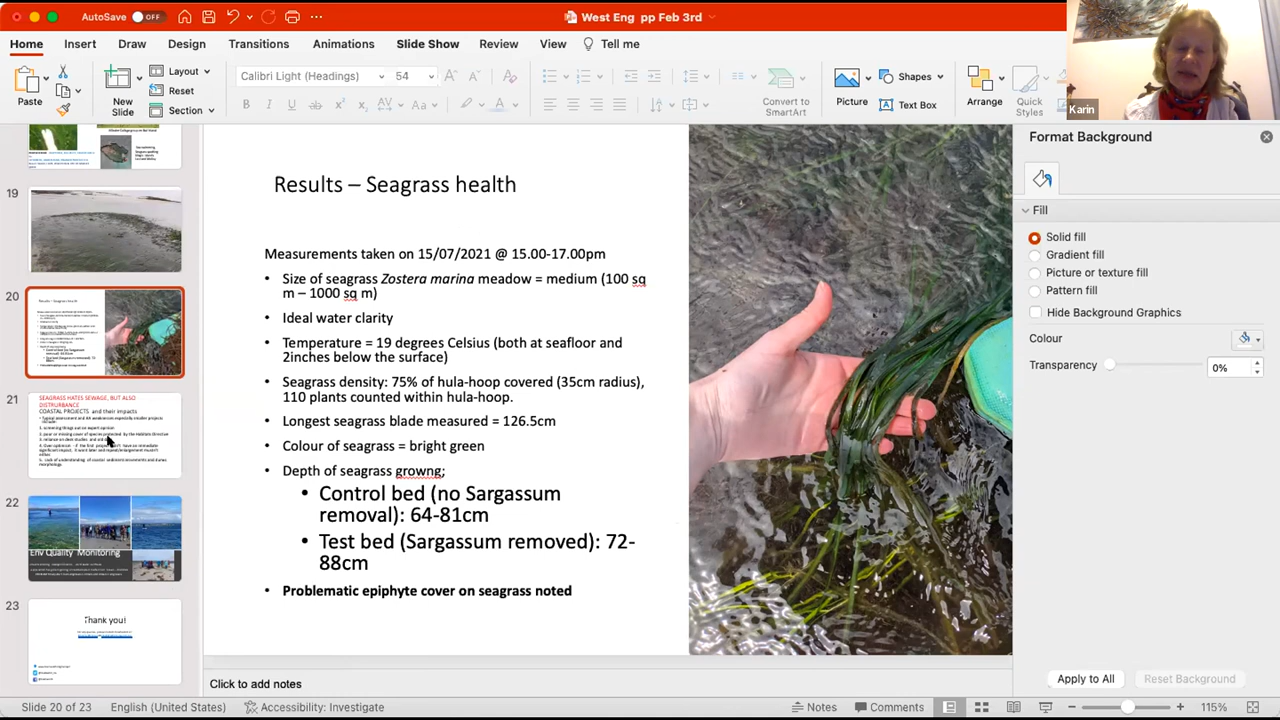 AutoSave OFF
West Eng pp Feb 3rd
Home Insert Draw Design Transitions Animations Slide Show Review View Tell me
Paste
New Slide
Layout
Reset
Section
Calibri Light (Headings) 54
Aa
Convert to SmartArt
Picture
Shapes
Text Box
Arrange
Quick Styles
Karin
19
20
21
SEAGRASS HATES SEWAGE, BUT ALSO
DISTURBANCE
COASTAL PROJECTS and their impacts
22
Env Quality Monitoring
23
Thank you!
Results – Seagrass health
Measurements taken on 15/07/2021 @ 15.00-17.00pm
• Size of seagrass Zostera marina meadow = medium (100 sq
m – 1000 sq m)
• Ideal water clarity
• Temperature = 19 degrees Celsius (both at seafloor and
2inches below the surface)
• Seagrass density: 75% of hula-hoop covered (35cm radius),
110 plants counted within hula-hoop.
• Longest seagrass blade measured = 126.5cm
• Colour of seagrass = bright green
• Depth of seagrass growng;
• Control bed (no Sargassum
removal): 64-81cm
• Test bed (Sargassum removed): 72-
88cm
• Problematic epiphyte cover on seagrass noted
Format Background
Fill
Solid fill
Gradient fill
Picture or texture fill
Pattern fill
Hide Background Graphics
Colour
Transparency 0%
Apply to All
Reset Background
Click to add notes
Slide 20 of 23 English (United States) Accessibility: Investigate Notes Comments 115%